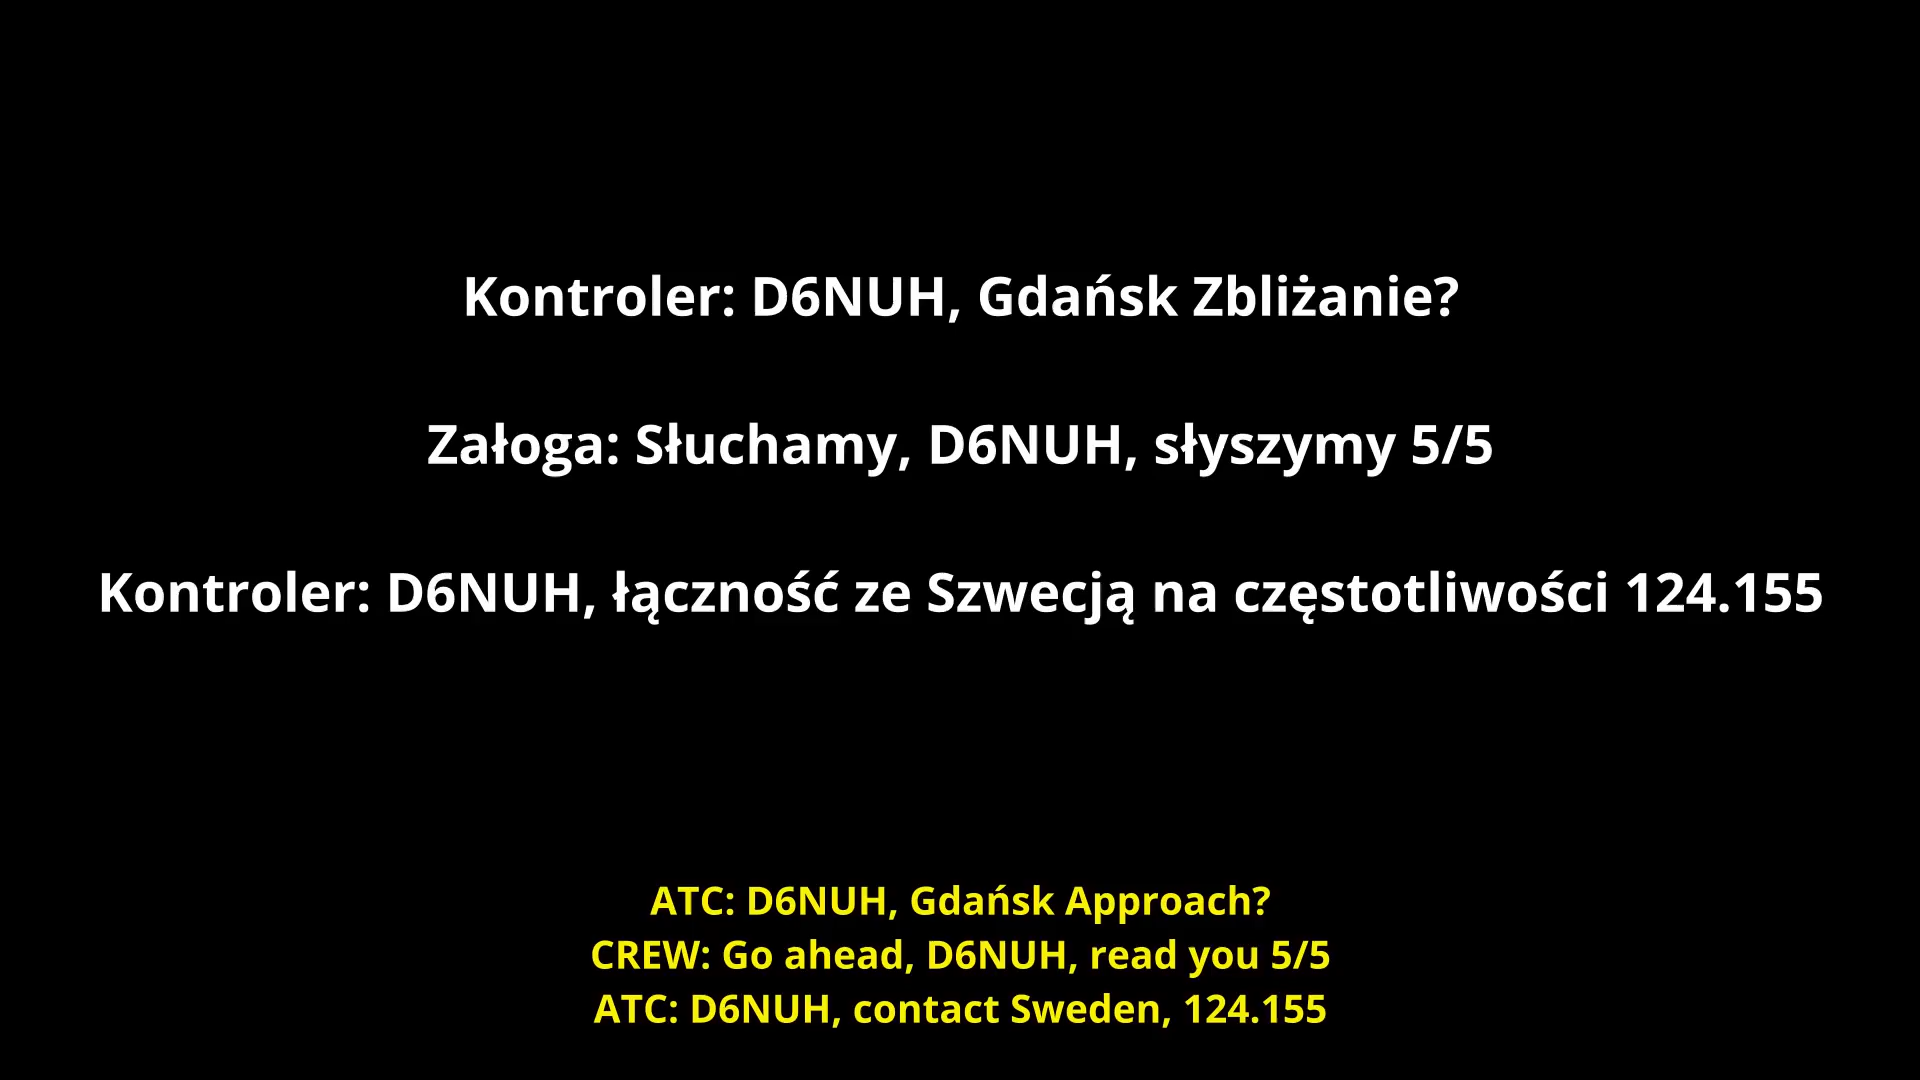 Kontroler: D6NUH, Gdańsk Zbliżanie?
Załoga: Słuchamy, D6NUH, słyszymy 5/5
Kontroler: D6NUH, łączność ze Szwecją na częstotliwości 124.155
ATC: D6NUH, Gdańsk Approach?
CREW: Go ahead, D6NUH, read you 5/5
ATC: D6NUH, contact Sweden, 124.155